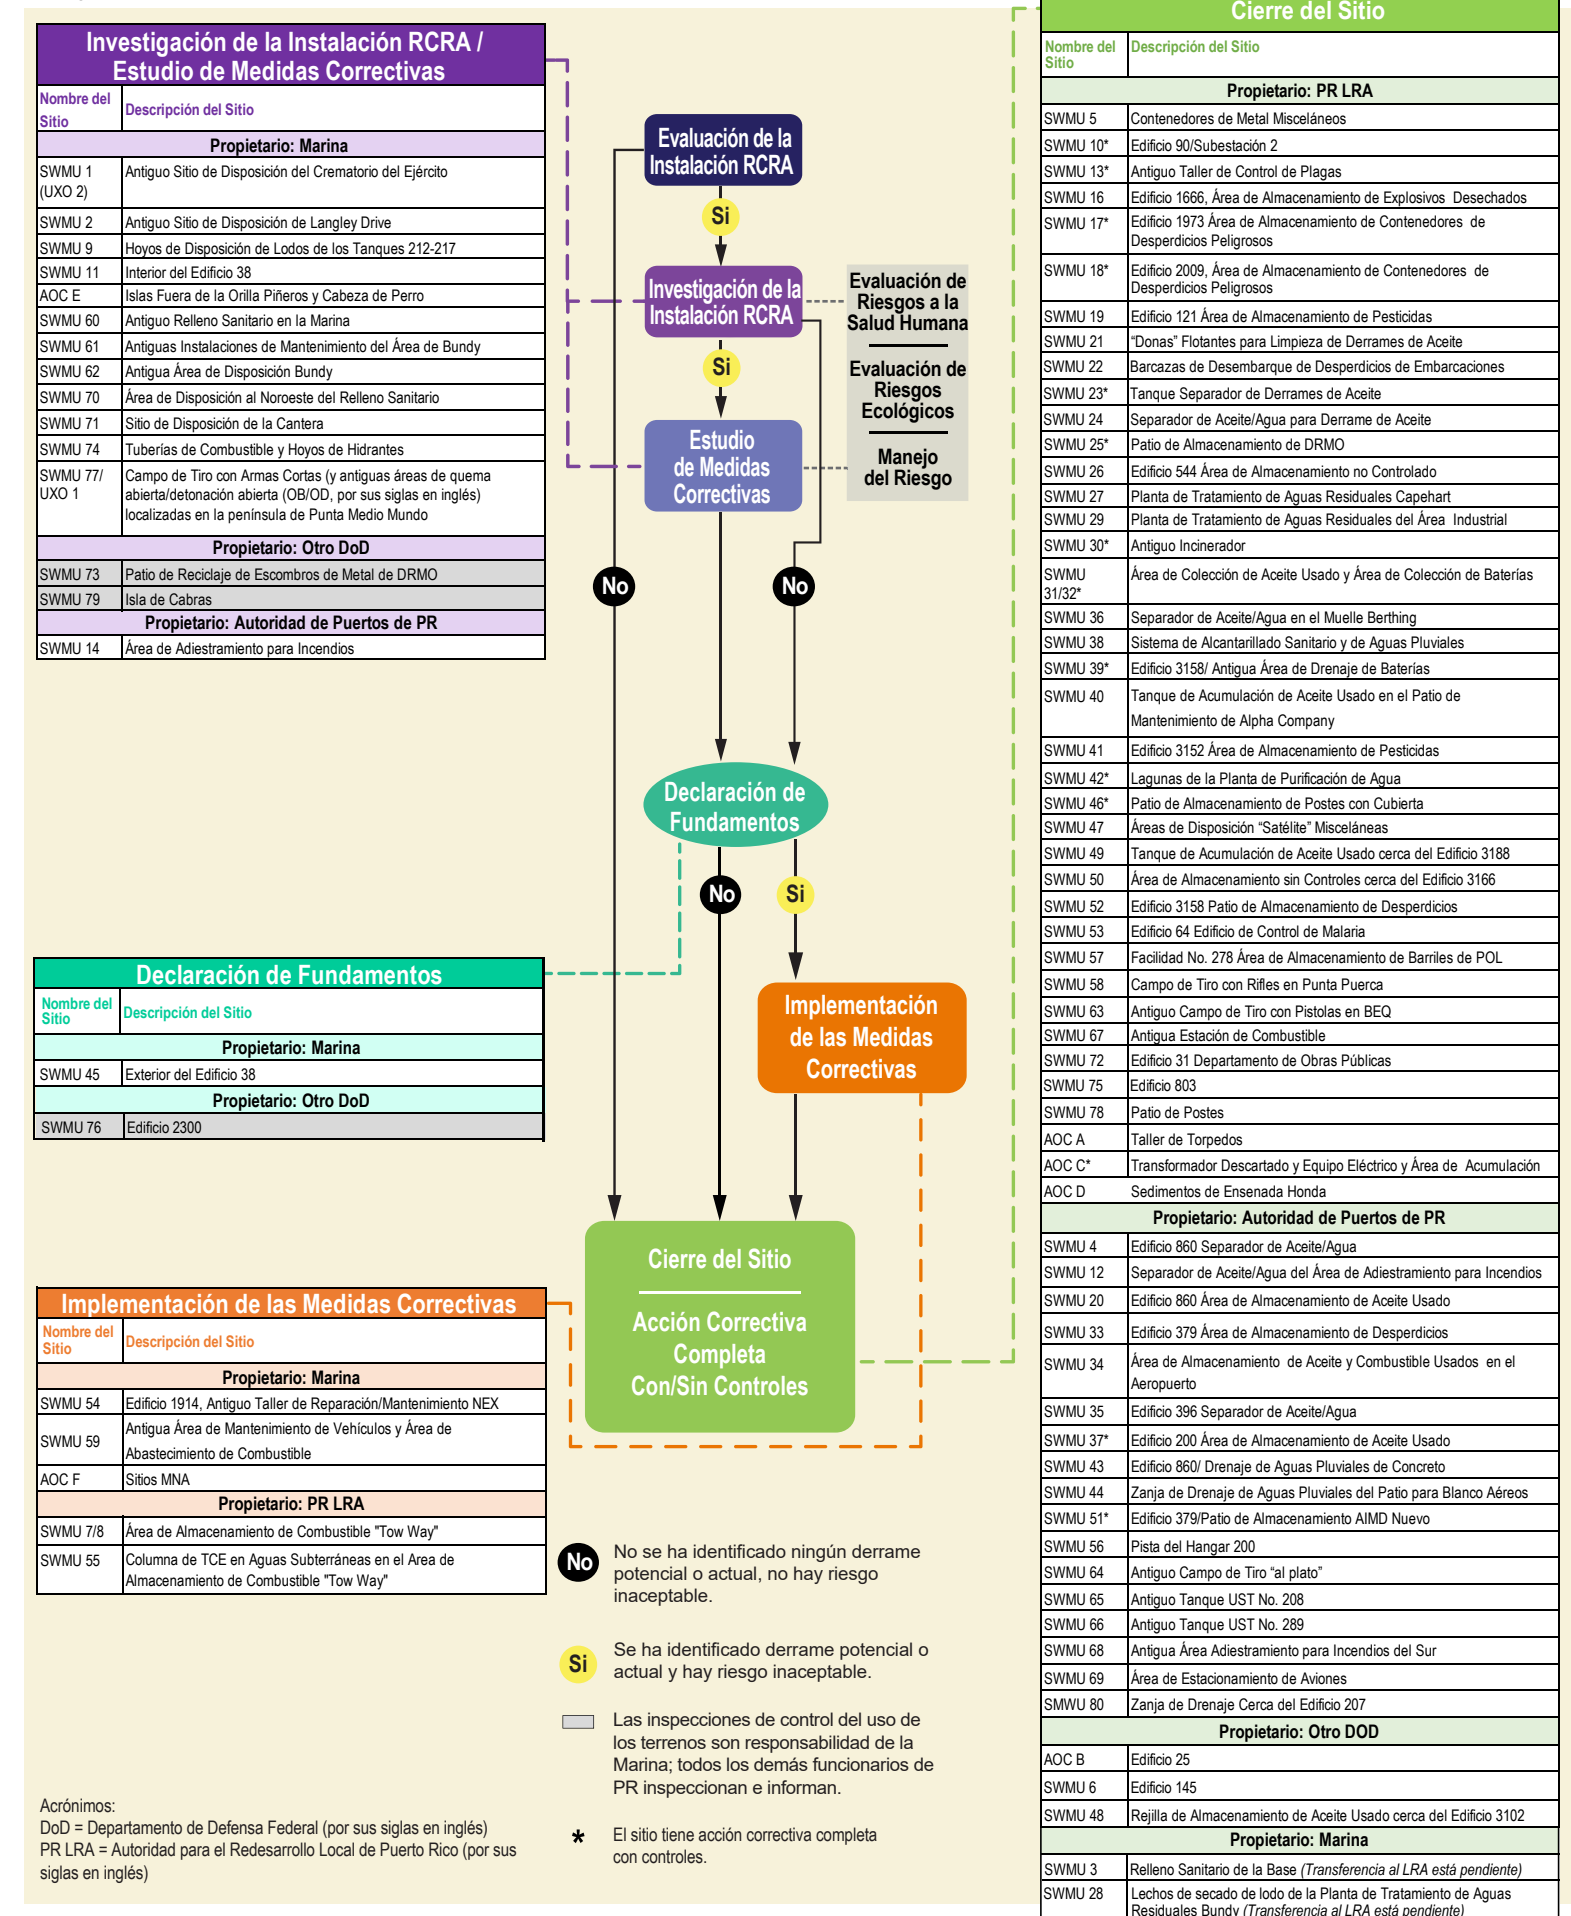 Investigación de la Instalación RCRA /
Estudio de Medidas Correctivas
Nombre del Sitio Descripción del Sitio
Propietario: Marina
SWMU 1 (UXO 2) Antiguo Sitio de Disposición del Crematorio del Ejército
SWMU 2 Antiguo Sitio de Disposición de Langley Drive
SWMU 9 Hoyos de Disposición de Lodos de los Tanques 212-217
SWMU 11 Interior del Edificio 38
AOC E Islas Fuera de la Orilla Piñeros y Cabeza de Perro
SWMU 60 Antiguo Relleno Sanitario en la Marina
SWMU 61 Antiguas Instalaciones de Mantenimiento del Área de Bundy
SWMU 62 Antigua Área de Disposición Bundy
SWMU 70 Área de Disposición al Noroeste del Relleno Sanitario
SWMU 71 Sitio de Disposición de la Cantera
SWMU 74 Tuberías de Combustible y Hoyos de Hidrantes
SWMU 77/ UXO 1 Campo de Tiro con Armas Cortas (y antiguas áreas de quema
abierta/detonación abierta (OB/OD, por sus siglas en inglés)
localizadas en la península de Punta Medio Mundo
Propietario: Otro DoD
SWMU 73 Patio de Reciclaje de Escombros de Metal de DRMO
SWMU 79 Isla de Cabras
Propietario: Autoridad de Puertos de PR
SWMU 14 Área de Adiestramiento para Incendios
Declaración de Fundamentos
Nombre del Sitio Descripción del Sitio
Propietario: Marina
SWMU 45 Exterior del Edificio 38
Propietario: Otro DoD
SWMU 76 Edificio 2300
Implementación de las Medidas Correctivas
Nombre del Sitio Descripción del Sitio
Propietario: Marina
SWMU 54 Edificio 1914, Antiguo Taller de Reparación/Mantenimiento NEX
SWMU 59 Antigua Área de Mantenimiento de Vehículos y Área de
Abastecimiento de Combustible
AOC F Sitios MNA
Propietario: PR LRA
SWMU 7/8 Área de Almacenamiento de Combustible "Tow Way"
SWMU 55 Columna de TCE en Aguas Subterráneas en el Area de
Almacenamiento de Combustible "Tow Way"
Acrónimos:
DoD = Departamento de Defensa Federal (por sus siglas en inglés)
PR LRA = Autoridad para el Redesarrollo Local de Puerto Rico (por sus
siglas en inglés)
Evaluación de la
Instalación RCRA
Si
Investigación de la
Instalación RCRA
Si
Estudio
de Medidas
Correctivas
Evaluación de
Riesgos a la
Salud Humana
Evaluación de
Riesgos
Ecológicos
Manejo
del Riesgo
No
No
Declaración de
Fundamentos
No
Si
Implementación
de las Medidas
Correctivas
Cierre del Sitio
Acción Correctiva
Completa
Con/Sin Controles
No No se ha identificado ningún derrame
potencial o actual, no hay riesgo
inaceptable.
Si Se ha identificado derrame potencial o
actual y hay riesgo inaceptable.
Las inspecciones de control del uso de
los terrenos son responsabilidad de la
Marina; todos los demás funcionarios de
PR inspeccionan e informan.
* El sitio tiene acción correctiva completa
con controles.
Cierre del Sitio
Nombre del Sitio Descripción del Sitio
Propietario: PR LRA
SWMU 5 Contenedores de Metal Misceláneos
SWMU 10* Edificio 90/Subestación 2
SWMU 13* Antiguo Taller de Control de Plagas
SWMU 16 Edificio 1666, Área de Almacenamiento de Explosivos Desechados
SWMU 17* Edificio 1973 Área de Almacenamiento de Contenedores de
Desperdicios Peligrosos
SWMU 18* Edificio 2009, Área de Almacenamiento de Contenedores de
Desperdicios Peligrosos
SWMU 19 Edificio 121 Área de Almacenamiento de Pesticidas
SWMU 21 “Donas” Flotantes para Limpieza de Derrames de Aceite
SWMU 22 Barcazas de Desembarque de Desperdicios de Embarcaciones
SWMU 23* Tanque Separador de Derrames de Aceite
SWMU 24 Separador de Aceite/Agua para Derrame de Aceite
SWMU 25* Patio de Almacenamiento de DRMO
SWMU 26 Edificio 544 Área de Almacenamiento no Controlado
SWMU 27 Planta de Tratamiento de Aguas Residuales Capehart
SWMU 29 Planta de Tratamiento de Aguas Residuales del Área Industrial
SWMU 30* Antiguo Incinerador
SWMU 31/32* Área de Colección de Aceite Usado y Área de Colección de Baterías
SWMU 36 Separador de Aceite/Agua en el Muelle Berthing
SWMU 38 Sistema de Alcantarillado Sanitario y de Aguas Pluviales
SWMU 39* Edificio 3158/ Antigua Área de Drenaje de Baterías
SWMU 40 Tanque de Acumulación de Aceite Usado en el Patio de
Mantenimiento de Alpha Company
SWMU 41 Edificio 3152 Área de Almacenamiento de Pesticidas
SWMU 42* Lagunas de la Planta de Purificación de Agua
SWMU 46* Patio de Almacenamiento de Postes con Cubierta
SWMU 47 Áreas de Disposición “Satélite” Misceláneas
SWMU 49 Tanque de Acumulación de Aceite Usado cerca del Edificio 3188
SWMU 50 Área de Almacenamiento sin Controles cerca del Edificio 3166
SWMU 52 Edificio 3158 Patio de Almacenamiento de Desperdicios
SWMU 53 Edificio 64 Edificio de Control de Malaria
SWMU 57 Facilidad No. 278 Área de Almacenamiento de Barriles de POL
SWMU 58 Campo de Tiro con Rifles en Punta Puerca
SWMU 63 Antiguo Campo de Tiro con Pistolas en BEQ
SWMU 67 Antigua Estación de Combustible
SWMU 72 Edificio 31 Departamento de Obras Públicas
SWMU 75 Edificio 803
SWMU 78 Patio de Postes
AOC A Taller de Torpedos
AOC C* Transformador Descartado y Equipo Eléctrico y Área de Acumulación
AOC D Sedimentos de Ensenada Honda
Propietario: Autoridad de Puertos de PR
SWMU 4 Edificio 860 Separador de Aceite/Agua
SWMU 12 Separador de Aceite/Agua del Área de Adiestramiento para Incendios
SWMU 20 Edificio 860 Área de Almacenamiento de Aceite Usado
SWMU 33 Edificio 379 Área de Almacenamiento de Desperdicios
SWMU 34 Área de Almacenamiento de Aceite y Combustible Usados en el
Aeropuerto
SWMU 35 Edificio 396 Separador de Aceite/Agua
SWMU 37* Edificio 200 Área de Almacenamiento de Aceite Usado
SWMU 43 Edificio 860/ Drenaje de Aguas Pluviales de Concreto
SWMU 44 Zanja de Drenaje de Aguas Pluviales del Patio para Blanco Aéreos
SWMU 51* Edificio 379/Patio de Almacenamiento AIMD Nuevo
SWMU 56 Pista del Hangar 200
SWMU 64 Antiguo Campo de Tiro “al plato”
SWMU 65 Antiguo Tanque UST No. 208
SWMU 66 Antiguo Tanque UST No. 289
SWMU 68 Antigua Área Adiestramiento para Incendios del Sur
SWMU 69 Área de Estacionamiento de Aviones
SMWU 80 Zanja de Drenaje Cerca del Edificio 207
Propietario: Otro DOD
AOC B Edificio 25
SWMU 6 Edificio 145
SWMU 48 Rejilla de Almacenamiento de Aceite Usado cerca del Edificio 3102
Propietario: Marina
SWMU 3 Relleno Sanitario de la Base (Transferencia al LRA está pendiente)
SWMU 28 Lechos de secado de lodo de la Planta de Tratamiento de Aguas
Residuales Bundy (Transferencia al LRA está pendiente)